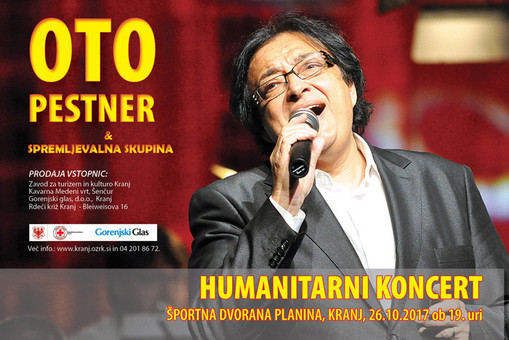 OTO
PESTNER
&
SPREMLJEVALNA SKUPINA
PRODAJA VSTOPNIC:
Zavod za turizem in kulturo Kranj
Kavarna Medeni vrt, Šenčur
Gorenjski glas, d.o.o., Kranj
Rdeči križ Kranj - Bleiweisova 16
Gorenjski Glas
Več info.: www.kranj.ozrk.si in 04 201 86 72.
HUMANITARNI KONCERT
ŠPORTNA DVORANA PLANINA, KRANJ, 26.10.2017 ob 19. uri